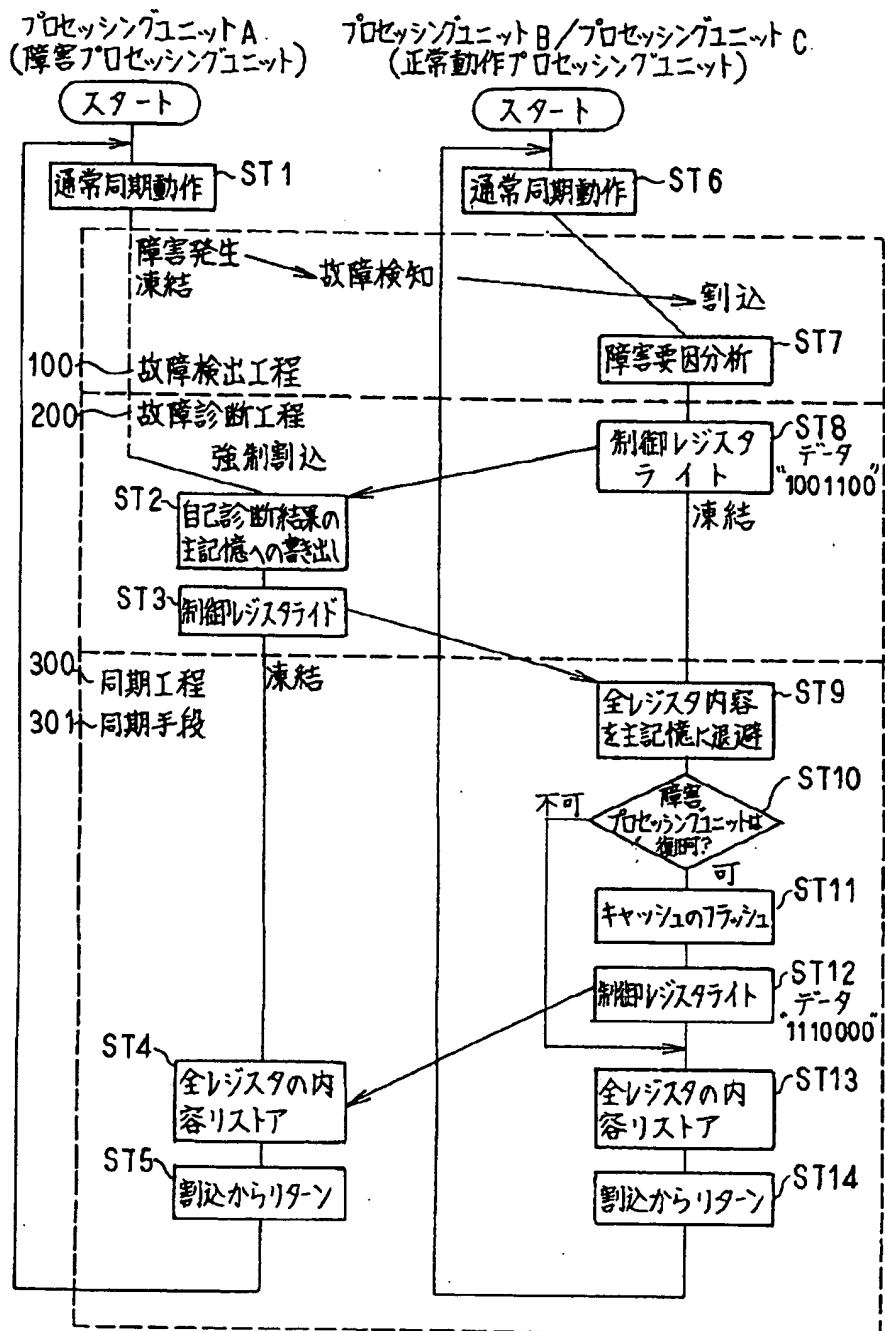 プロセッシングユニットA
(障害プロセッシングユニット)
スタート
通常同期動作
ST1
プロセッシングユニットB/プロセッシングユニットC
(正常動作プロセッシングユニット)
スタート
通常同期動作
ST6
障害発生
凍結
故障検知
割込
障害要因分析
ST7
100
故障検出工程
200
故障診断工程
強制割込
制御レジスタ
ライト
ST8
データ
"1001100"
凍結
ST2
自己診断結果の
主記憶への書き出し
ST3
制御レジスタライド
300
同期工程
凍結
301
同期手段
全レジスタ内容
を主記憶に退避
ST9
障害
プロセッシングユニットは
?
ST10
不可
可
キャッシュのフラッシュ
ST11
制御レジスタライト
ST12
データ
"1110000"
ST4
全レジスタの内
容リストア
全レジスタの内
容リストア
ST13
ST5
割込からリターン
割込からリターン
ST14